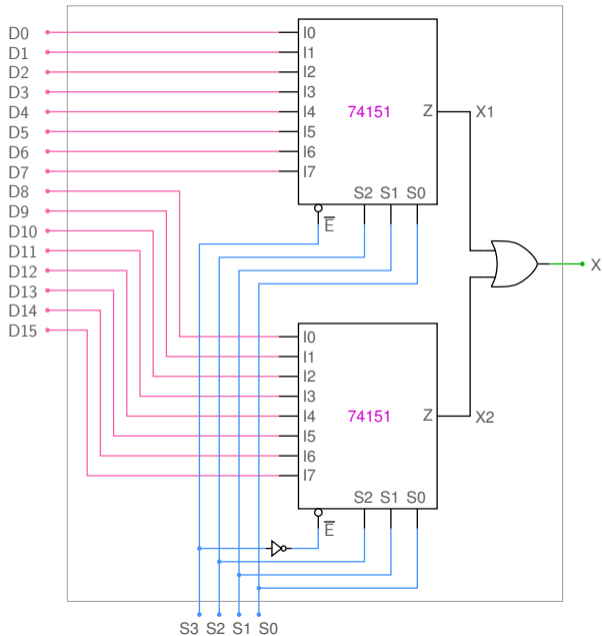 D0 I0
D1 I1
D2 I2
D3 I3
D4 I4 74151 Z X1
D5 I5
D6 I6
D7 I7
D8 S2 S1 S0
D9 E̅
D10
D11
D12 X
D13
D14
D15 I0
I1
I2
I3
I4 74151 Z X2
I5
I6
I7
S2 S1 S0
E̅
S3 S2 S1 S0